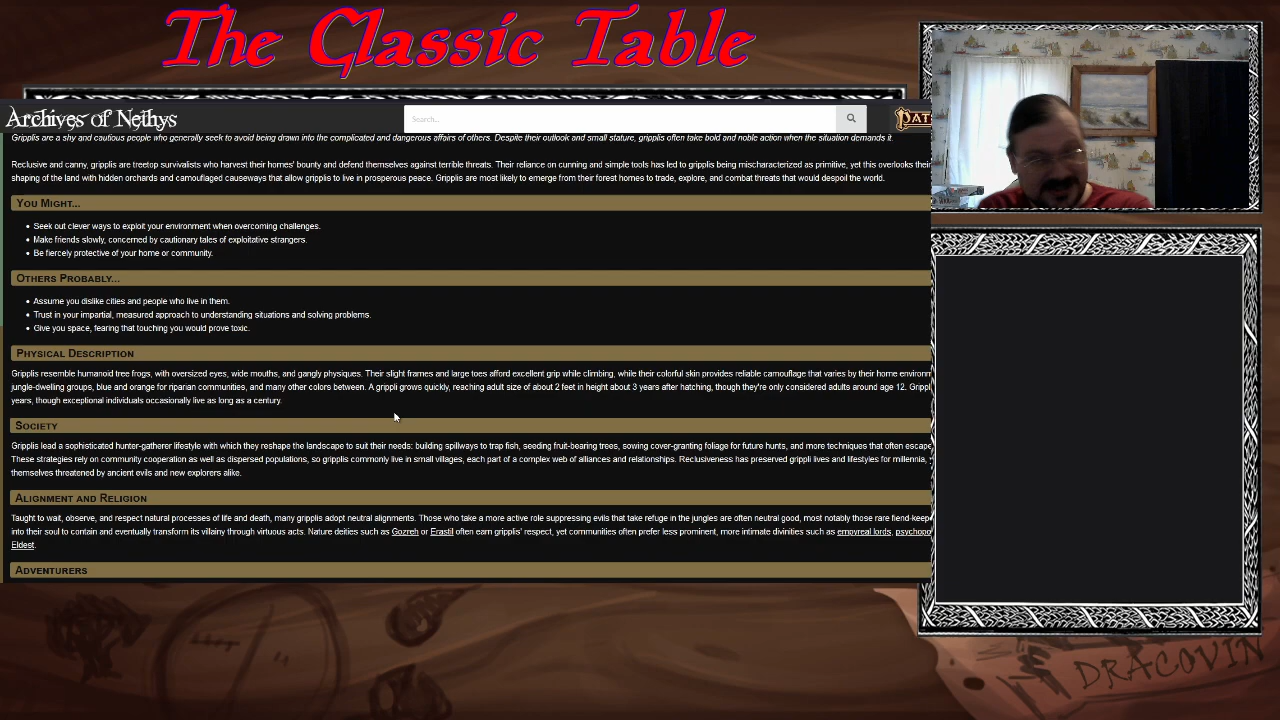 The Classic Table
Archives of Nethys
Search...
Gripplis are a shy and cautious people who generally seek to avoid being drawn into the complicated and dangerous affairs of others. Despite their outlook and small stature, gripplis often take bold and noble action when the situation demands it.
Reclusive and canny, gripplis are treetop survivalists who harvest their homes' bounty and defend themselves against terrible threats. Their reliance on cunning and simple tools has led to gripplis being mischaracterized as primitive, yet this overlooks their
shaping of the land with hidden orchards and camouflaged causeways that allow gripplis to live in prosperous peace. Gripplis are most likely to emerge from their forest homes to trade, explore, and combat threats that would despoil the world.
You Might...
Seek out clever ways to exploit your environment when overcoming challenges.
Make friends slowly, concerned by cautionary tales of exploitative strangers.
Be fiercely protective of your home or community.
Others Probably...
Assume you dislike cities and people who live in them.
Trust in your impartial, measured approach to understanding situations and solving problems.
Give you space, fearing that touching you would prove toxic.
Physical Description
Gripplis resemble humanoid tree frogs, with oversized eyes, wide mouths, and gangly physiques. Their slight frames and large toes afford excellent grip while climbing, while their colorful skin provides reliable camouflage that varies by their home environm
jungle-dwelling groups, blue and orange for riparian communities, and many other colors between. A grippli grows quickly, reaching adult size of about 2 feet in height about 3 years after hatching, though they're only considered adults around age 12. Grippl
years, though exceptional individuals occasionally live as long as a century.
Society
Gripplis lead a sophisticated hunter-gatherer lifestyle with which they reshape the landscape to suit their needs: building spillways to trap fish, seeding fruit-bearing trees, sowing cover-granting foliage for future hunts, and more techniques that often escape
These strategies rely on community cooperation as well as dispersed populations, so gripplis commonly live in small villages, each part of a complex web of alliances and relationships. Reclusiveness has preserved grippli lives and lifestyles for millennia,
themselves threatened by ancient evils and new explorers alike.
Alignment and Religion
Taught to wait, observe, and respect natural processes of life and death, many gripplis adopt neutral alignments. Those who take a more active role suppressing evils that take refuge in the jungles are often neutral good, most notably those rare fiend-keep
into their soul to contain and eventually transform its villainy through virtuous acts. Nature deities such as Gozreh or Erastil often earn gripplis' respect, yet communities often prefer less prominent, more intimate divinities such as empyreal lords, psychopo
Eldest.
Adventurers
DRACOVIN